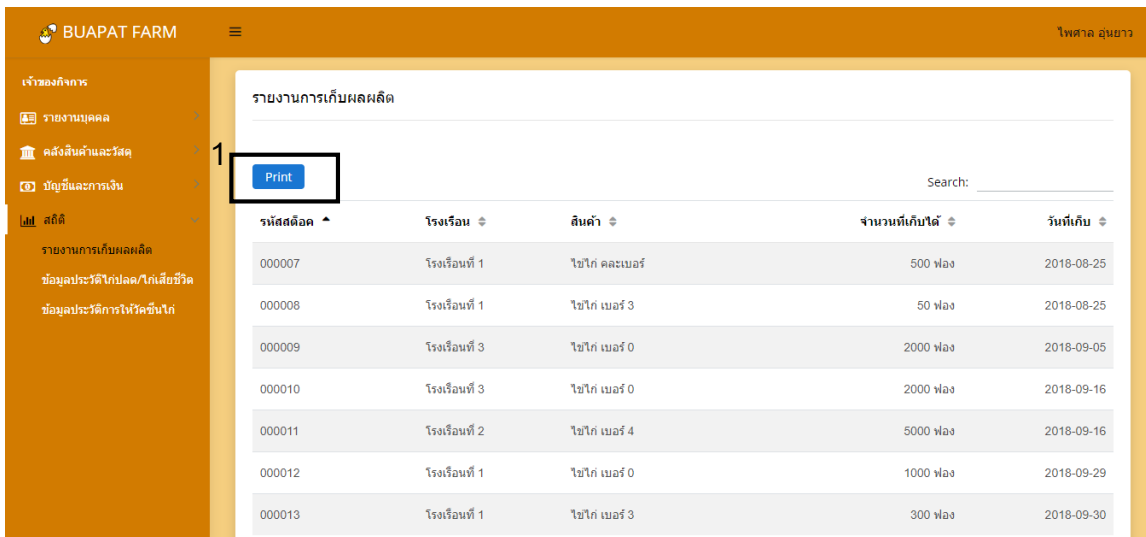 BUAPAT FARM
ไพศาล อุ่นยาว
เจ้าของกิจการ
รายงานบุคคล
คลังสินค้าและวัสดุ
บัญชีและการเงิน
สถิติ
รายงานการเก็บผลผลิต
ข้อมูลประวัติไก่ปลด/ไก่เสียชีวิต
ข้อมูลประวัติการให้วัคซีนไก่
รายงานการเก็บผลผลิต
1
Print
Search:
รหัสสต็อค โรงเรือน สินค้า จำนวนที่เก็บได้ วันที่เก็บ
000007 โรงเรือนที่ 1 ไข่ไก่ คละเบอร์ 500 ฟอง 2018-08-25
000008 โรงเรือนที่ 1 ไข่ไก่ เบอร์ 3 50 ฟอง 2018-08-25
000009 โรงเรือนที่ 3 ไข่ไก่ เบอร์ 0 2000 ฟอง 2018-09-05
000010 โรงเรือนที่ 3 ไข่ไก่ เบอร์ 0 2000 ฟอง 2018-09-16
000011 โรงเรือนที่ 2 ไข่ไก่ เบอร์ 4 5000 ฟอง 2018-09-16
000012 โรงเรือนที่ 1 ไข่ไก่ เบอร์ 0 1000 ฟอง 2018-09-29
000013 โรงเรือนที่ 1 ไข่ไก่ เบอร์ 3 300 ฟอง 2018-09-30